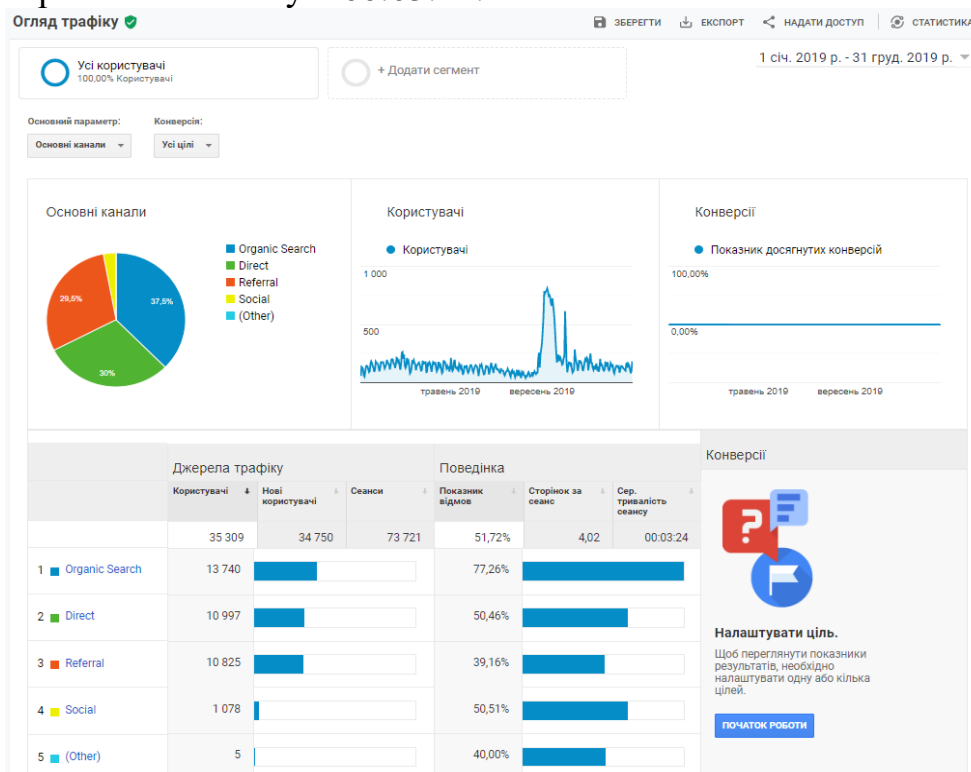 Огляд трафіку
ЗБЕРЕГТИ
ЕКСПОРТ
НАДАТИ ДОСТУП
СТАТИСТИКА
Усі користувачі
100,00% Користувачі
+ Додати сегмент
1 січ. 2019 р. - 31 груд. 2019 р.
Основний параметр:
Конверсія:
Основні канали
Усі цілі
Основні канали
Organic Search
Direct
Referral
Social
(Other)
29,5%
37,5%
30%
Користувачі
Користувачі
1 000
500
травень 2019
вересень 2019
Конверсії
Показник досягнутих конверсій
100,00%
0,00%
травень 2019
вересень 2019
Джерела трафіку
Поведінка
Конверсії
Користувачі
Нові користувачі
Сеанси
Показник відмов
Сторінок за сеанс
Сер. тривалість сеансу
35 309
34 750
73 721
51,72%
4,02
00:03:24
1 Organic Search 13 740 77,26%
2 Direct 10 997 50,46%
3 Referral 10 825 39,16%
4 Social 1 078 50,51%
5 (Other) 5 40,00%
Налаштувати ціль.
Щоб переглянути показники
результатів, необхідно
налаштувати одну або кілька
цілей.
ПОЧАТОК РОБОТИ